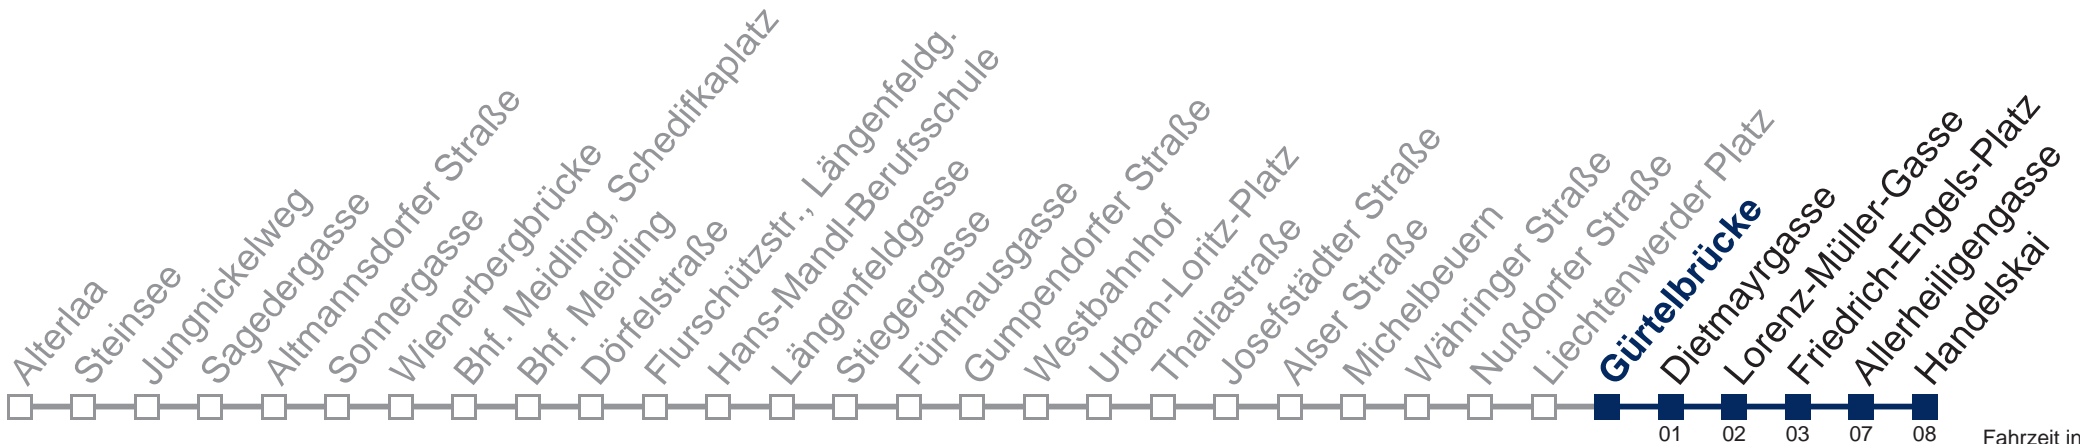 Alterlaa
Steinsee
Jungnickelweg
Sagedergasse
Altmannsdorfer Straße
Sonnergasse
Wienerbergbrücke
Bhf. Meidling, Schedifkaplatz
Bhf. Meidling
Dörfelstraße
Flurschützstr., Längenfeldg.
Hans-Mandl-Berufsschule
Längenfeldgasse
Stiegergasse
Fünfhausgasse
Gumpendorfer Straße
Westbahnhof
Urban-Loritz-Platz
Thaliastraße
Josefstädter Straße
Alser Straße
Michelbeuern
Währinger Straße
Nußdorfer Straße
Liechtenwerder Platz
Gürtelbrücke
Dietmayrgasse
Lorenz-Müller-Gasse
Friedrich-Engels-Platz
Allerheiligengasse
Handelskai
01 02 03 07 08 Fahrzeit in